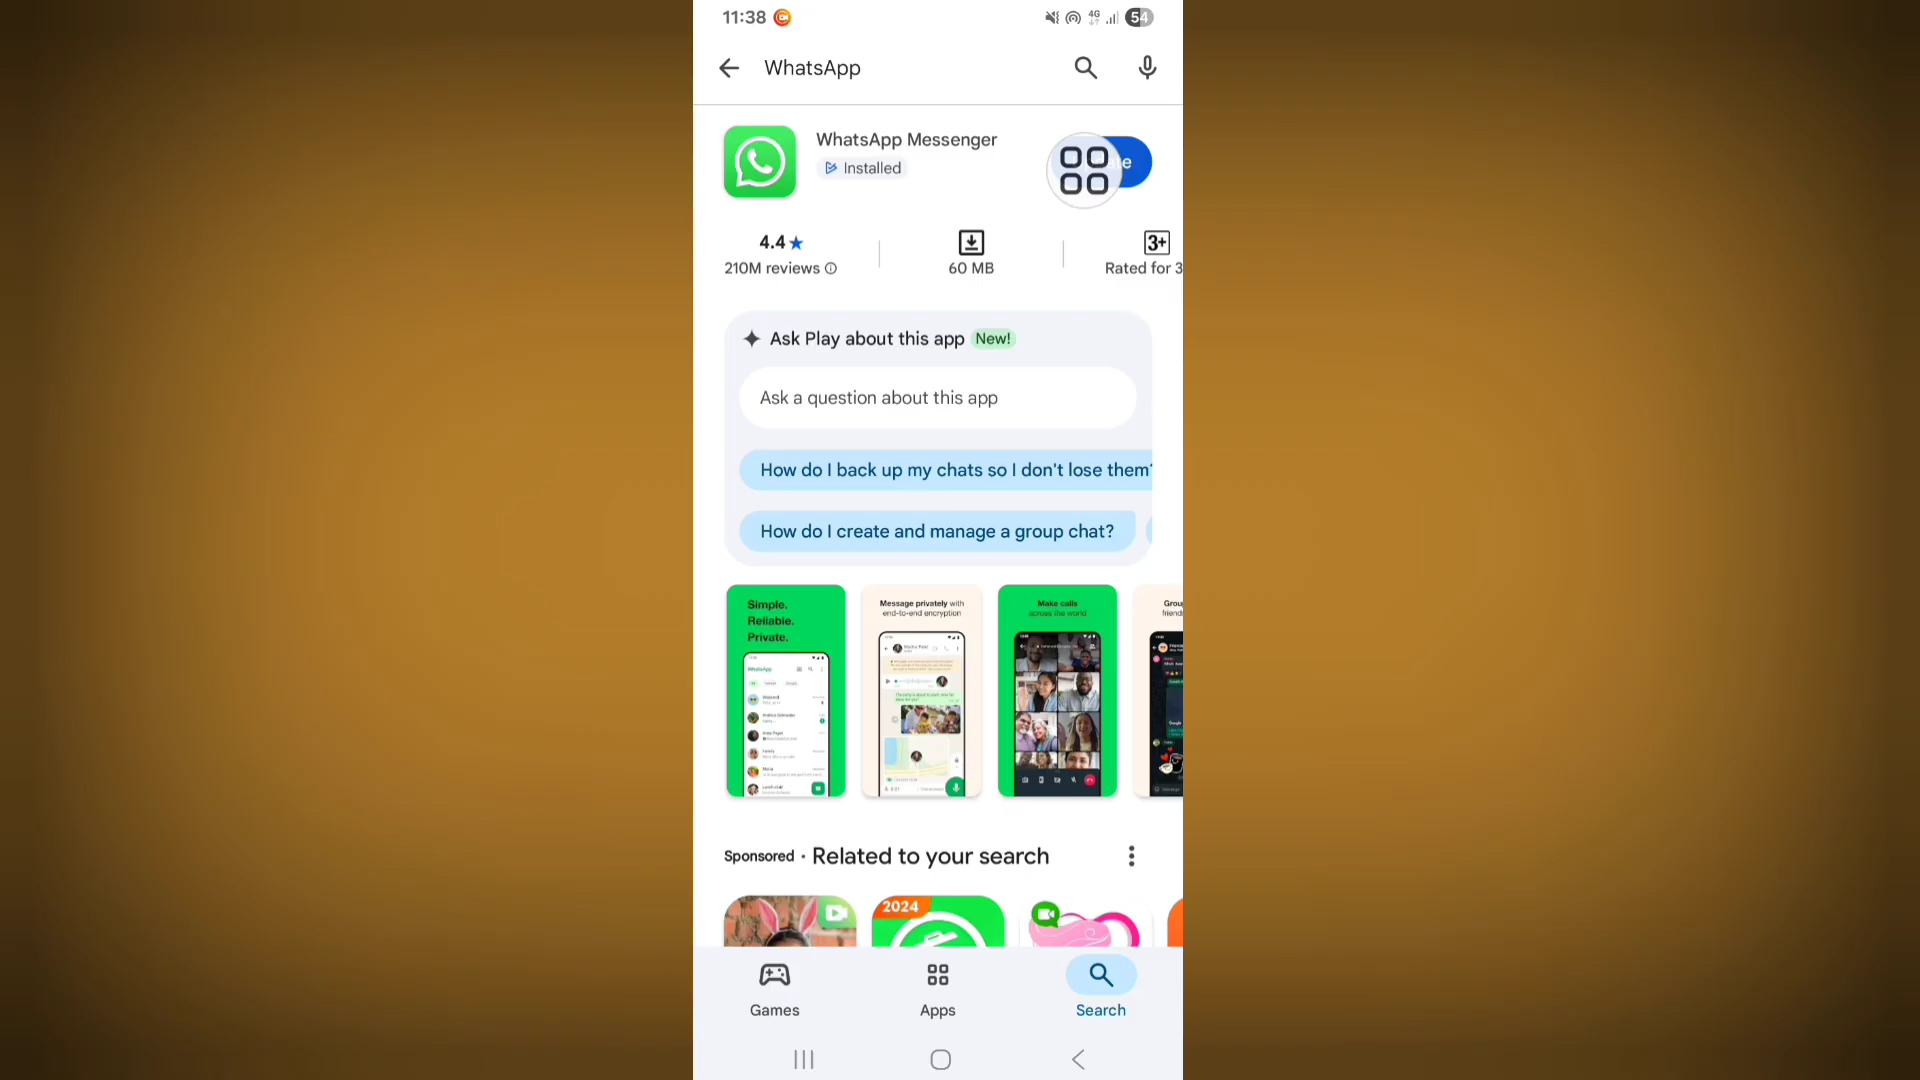 11:38
4G
54
WhatsApp
WhatsApp Messenger
Installed
4.4★
210M reviews
60 MB
3+
Rated for 3
Ask Play about this app New!
Ask a question about this app
How do I back up my chats so I don't lose them?
How do I create and manage a group chat?
Simple.
Reliable.
Private.
WhatsApp
Message privately with
end-to-end encryption
Make calls
across the world
Sponsored · Related to your search
2024
Games
Apps
Search